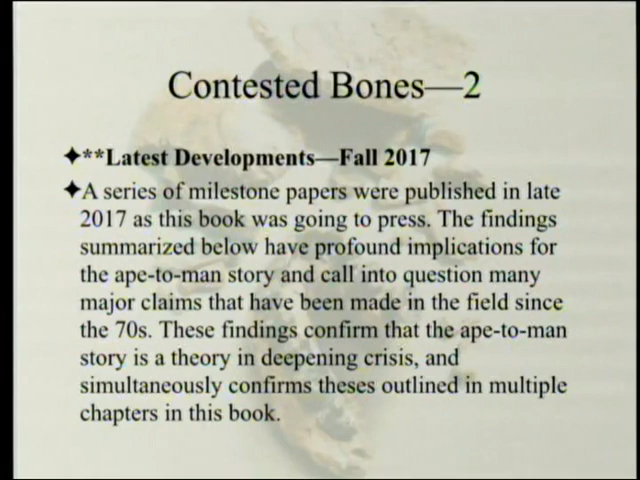 Contested Bones—2
✦**Latest Developments—Fall 2017
✦A series of milestone papers were published in late
2017 as this book was going to press. The findings
summarized below have profound implications for
the ape-to-man story and call into question many
major claims that have been made in the field since
the 70s. These findings confirm that the ape-to-man
story is a theory in deepening crisis, and
simultaneously confirms theses outlined in multiple
chapters in this book.